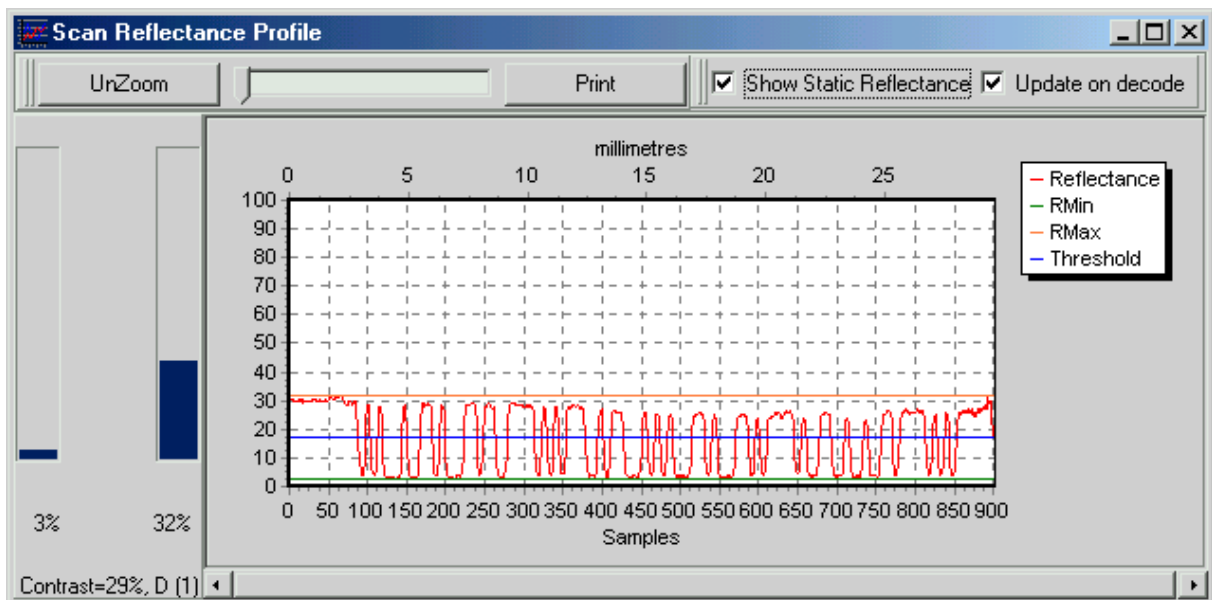 Scan Reflectance Profile
UnZoom
Print
Show Static Reflectance
Update on decode
millimetres
0 5 10 15 20 25
100
90
80
70
60
50
40
30
20
10
0
0 50 100 150 200 250 300 350 400 450 500 550 600 650 700 750 800 850 900
Samples
Reflectance
RMin
RMax
Threshold
3% 32%
Contrast=29%, D (1)